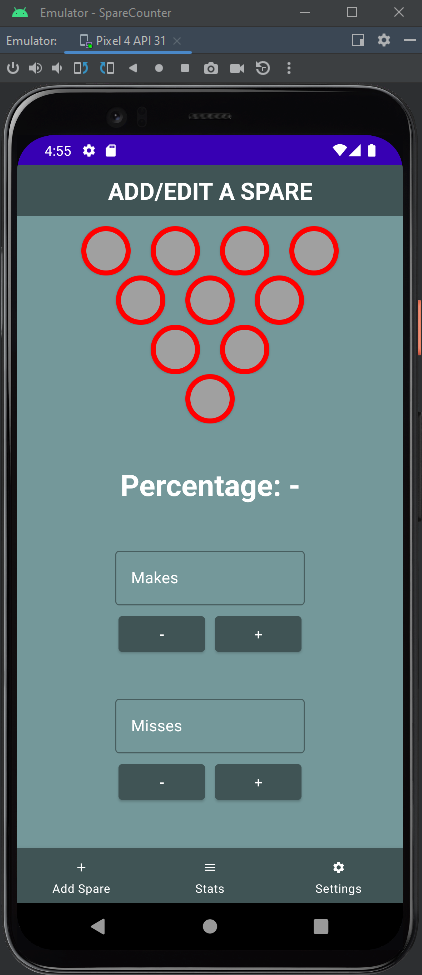 Emulator - SpareCounter
Emulator: Pixel 4 API 31
4:55
ADD/EDIT A SPARE
Percentage: -
Makes
- +
Misses
- +
Add Spare Stats Settings